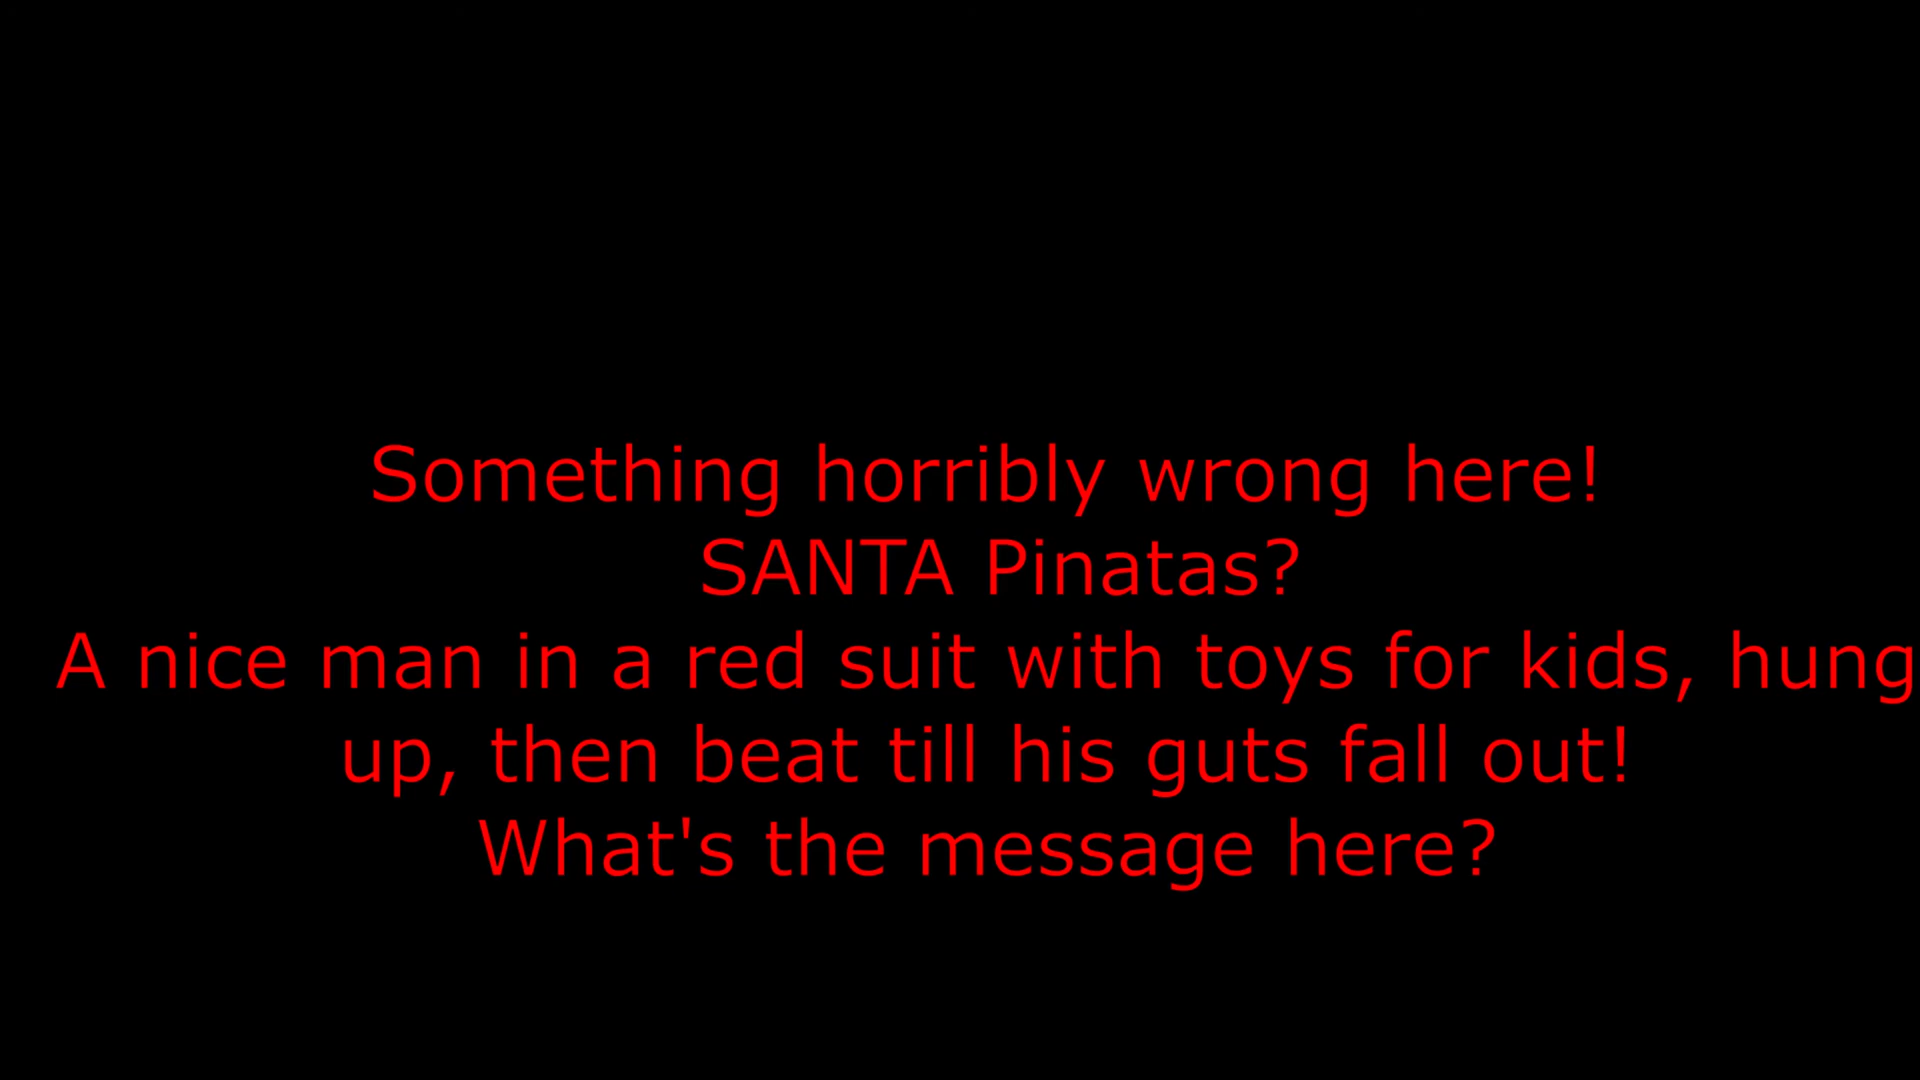 Something horribly wrong here!
SANTA Pinatas?
A nice man in a red suit with toys for kids, hung
up, then beat till his guts fall out!
What's the message here?